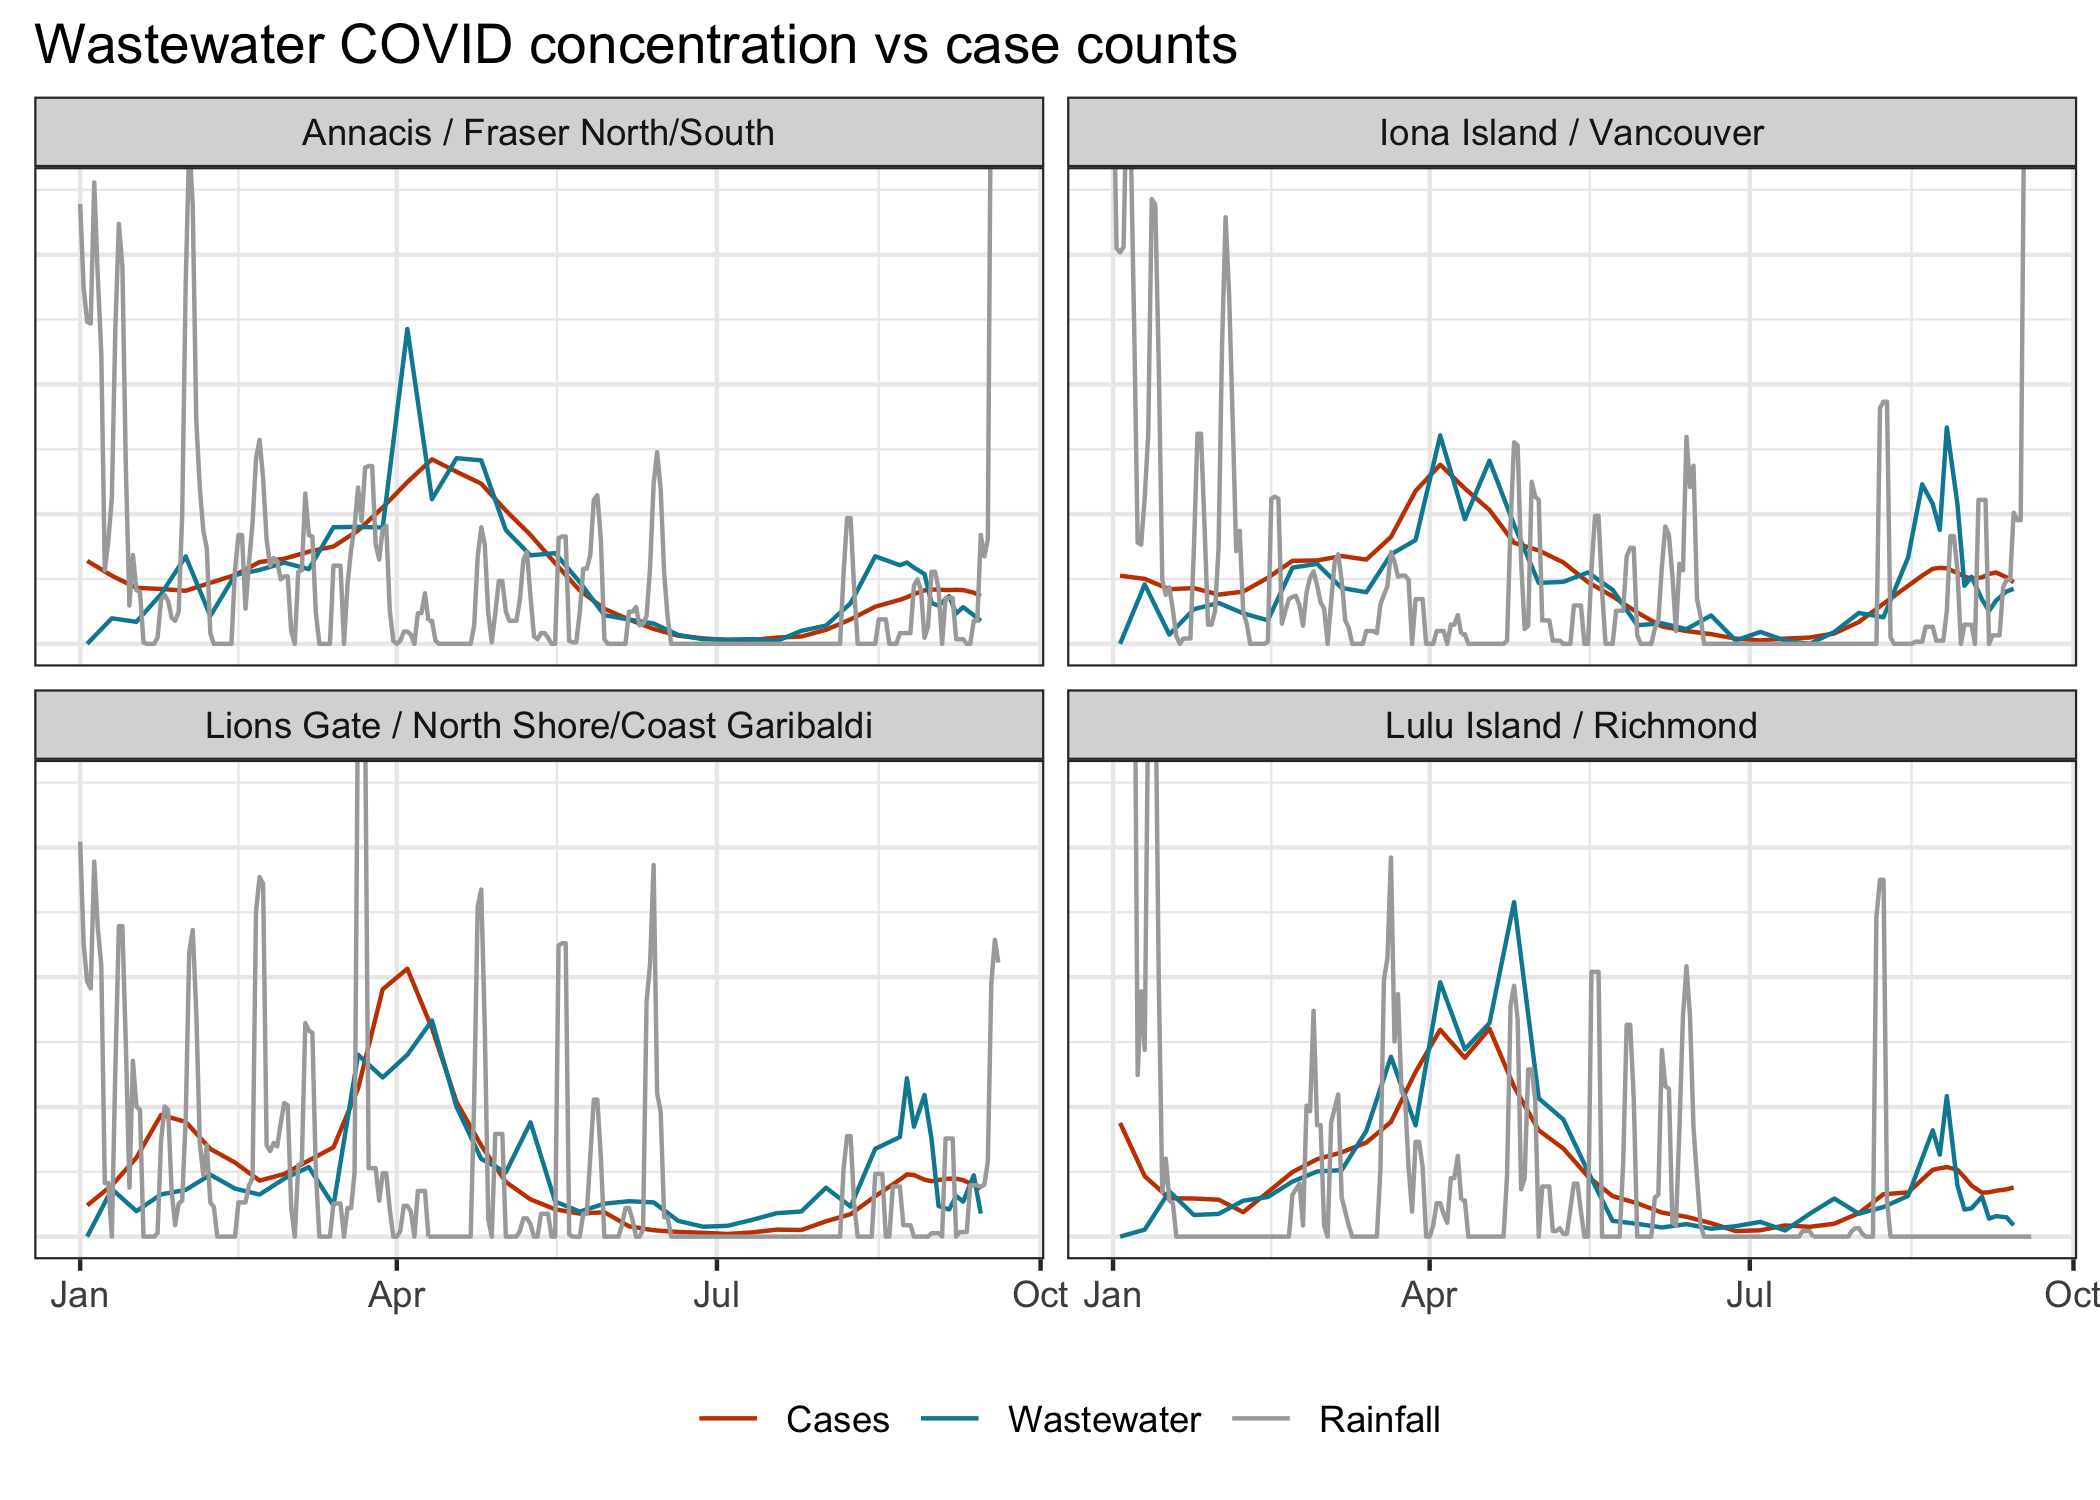 Wastewater COVID concentration vs case counts
Annacis / Fraser North/South
Iona Island / Vancouver
Lions Gate / North Shore/Coast Garibaldi
Lulu Island / Richmond
Jan Apr Jul Oct Jan Apr Jul Oct
Cases Wastewater Rainfall